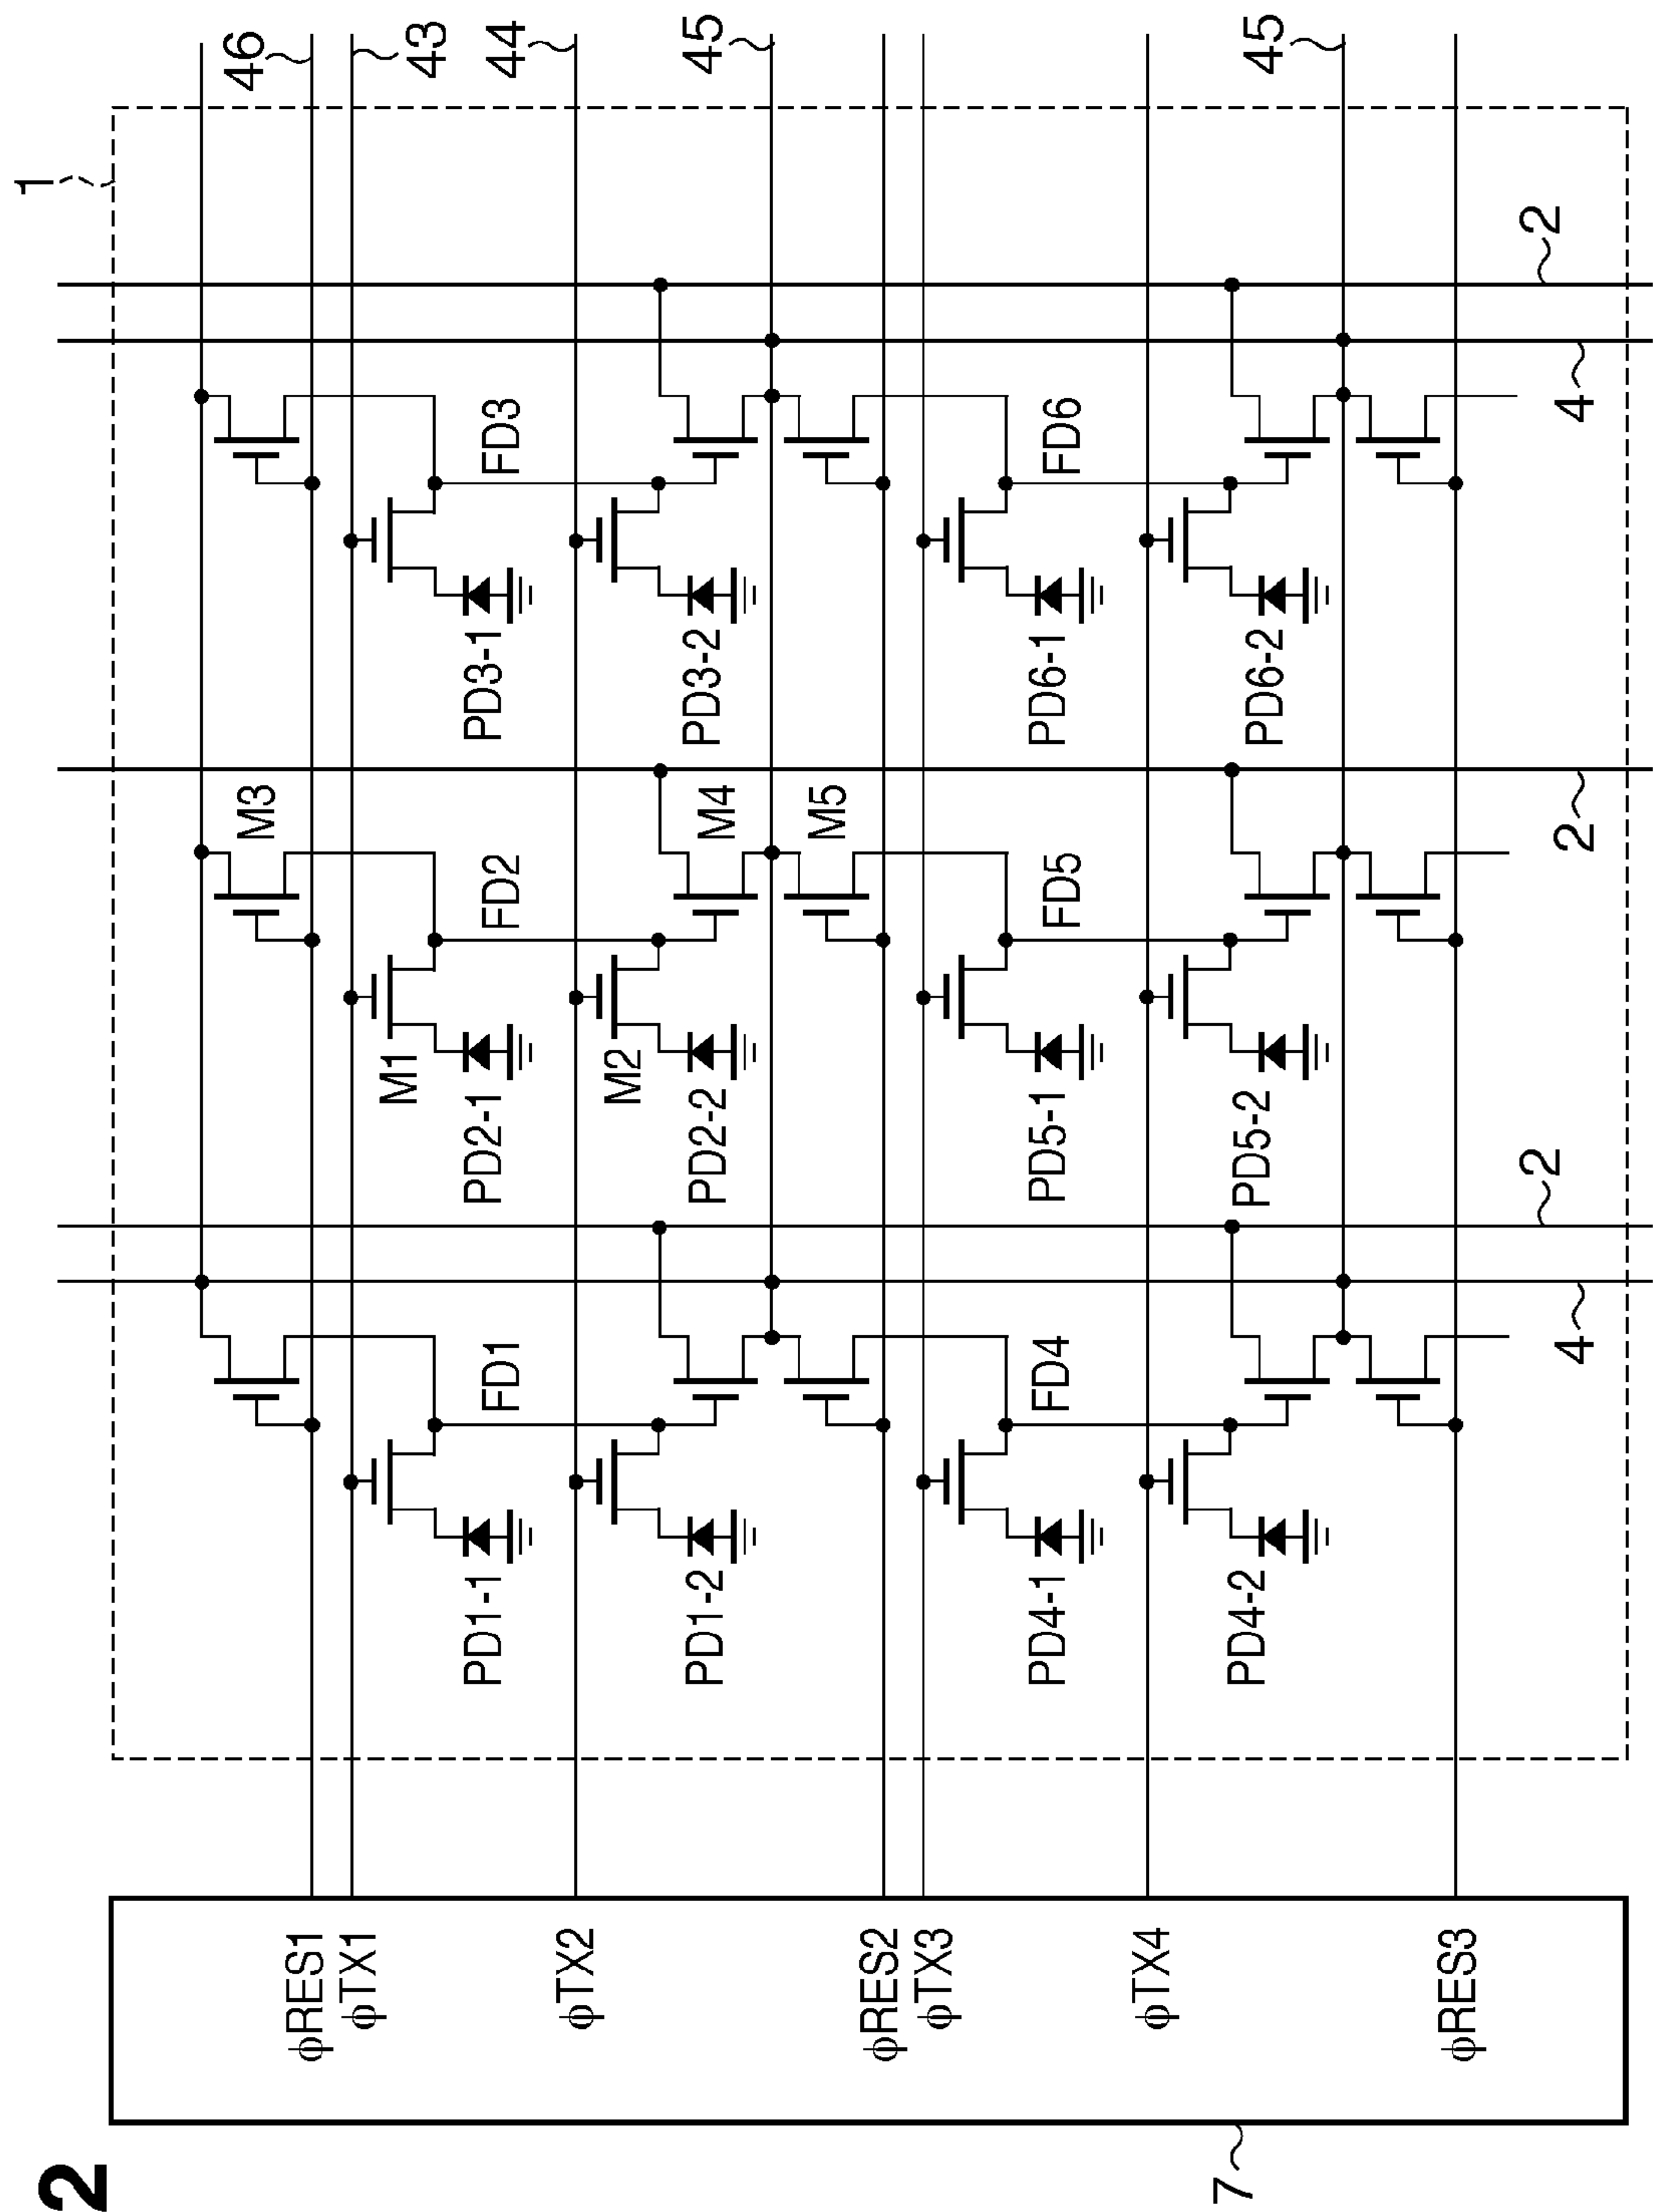 2
1
46
M3
φRES1
φTX1
43
M1
FD1
FD2
FD3
44
PD1-1
PD2-1
PD3-1
φTX2
M2
M4
45
PD1-2
PD2-2
PD3-2
M5
φRES2
φTX3
FD4
FD5
FD6
PD4-1
PD5-1
PD6-1
φTX4
7
45
PD4-2
PD5-2
PD6-2
φRES3
2
2
4
2
4